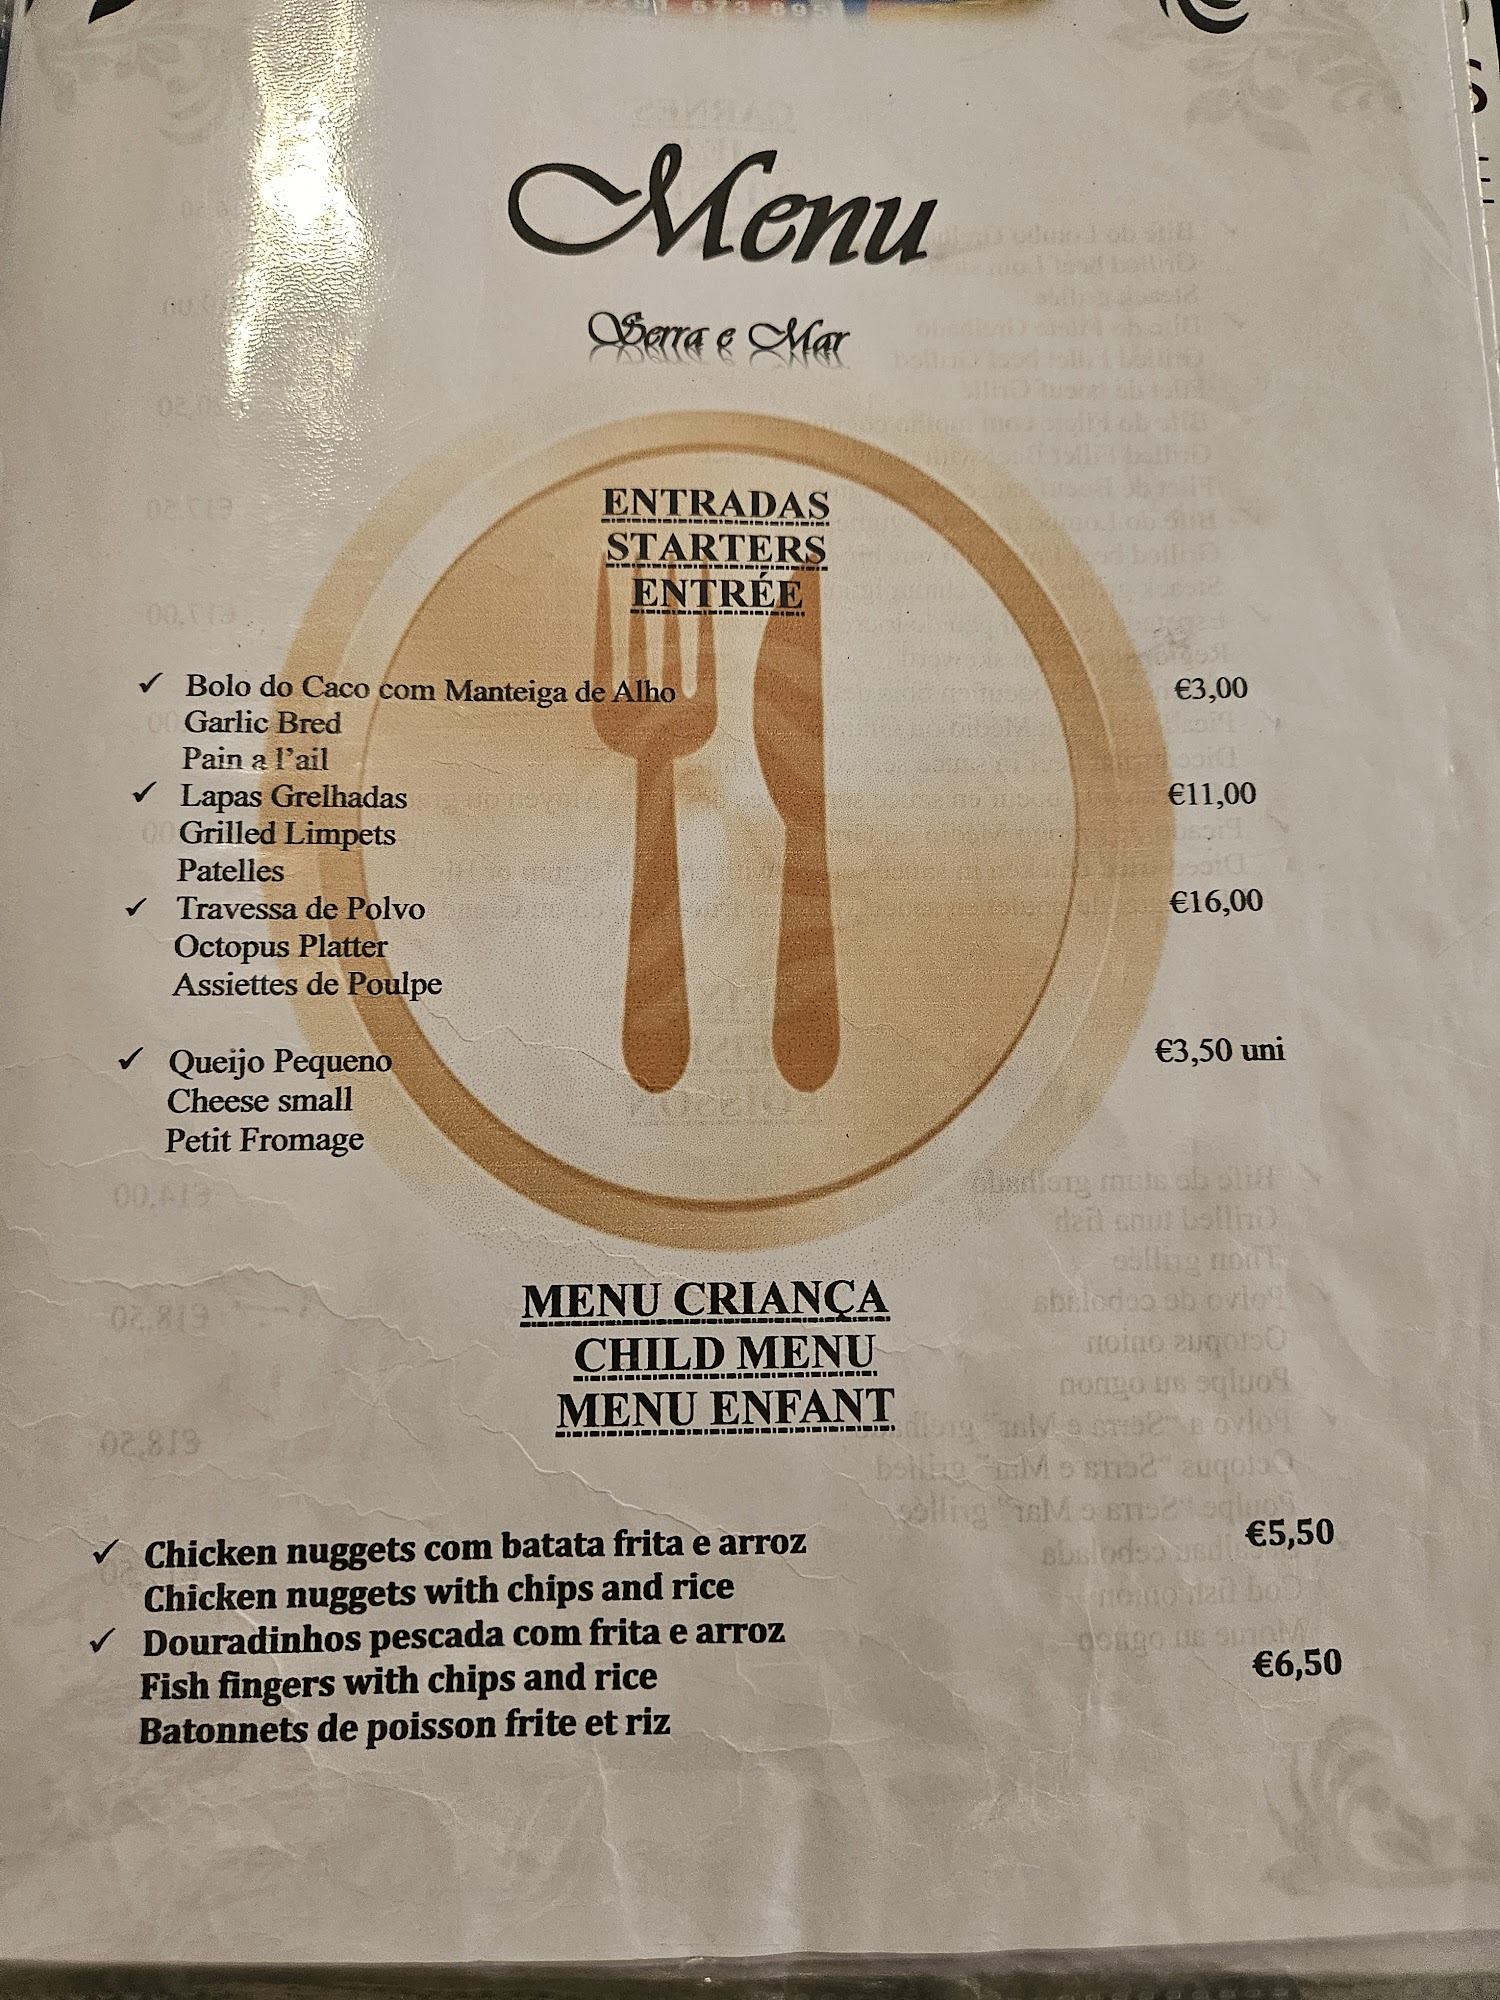 Menu
Serra e Mar
ENTRADAS
STARTERS
ENTRÉE
✓ Bolo do Caco com Manteiga de Alho €3,00
Garlic Bred
Pain a l'ail
✓ Lapas Grelhadas €11,00
Grilled Limpets
Patelles
✓ Travessa de Polvo €16,00
Octopus Platter
Assiettes de Poulpe
✓ Queijo Pequeno €3,50 uni
Cheese small
Petit Fromage
MENU CRIANÇA
CHILD MENU
MENU ENFANT
✓ Chicken nuggets com batata frita e arroz €5,50
Chicken nuggets with chips and rice
✓ Douradinhos pescada com frita e arroz
Fish fingers with chips and rice €6,50
Batonnets de poisson frite et riz